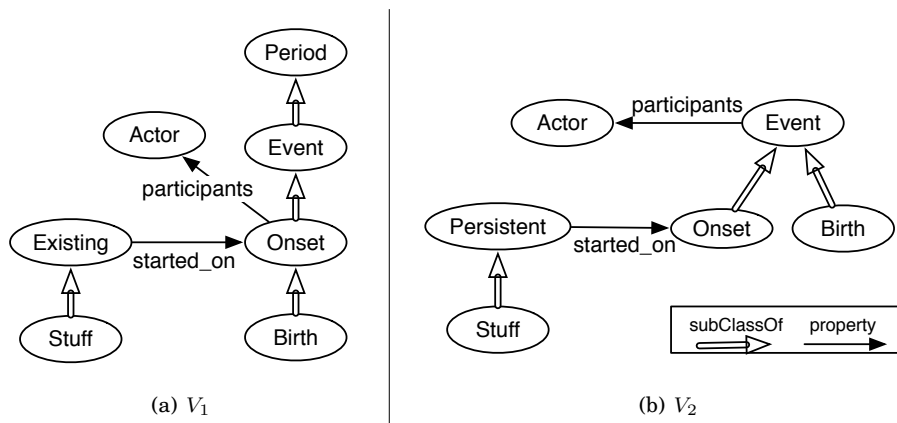 Period
Actor
Event
participants
Existing
started_on
Onset
Stuff
Birth
(a) V₁
participants
Actor
Event
Persistent
started_on
Onset
Birth
Stuff
subClassOf property
(b) V₂